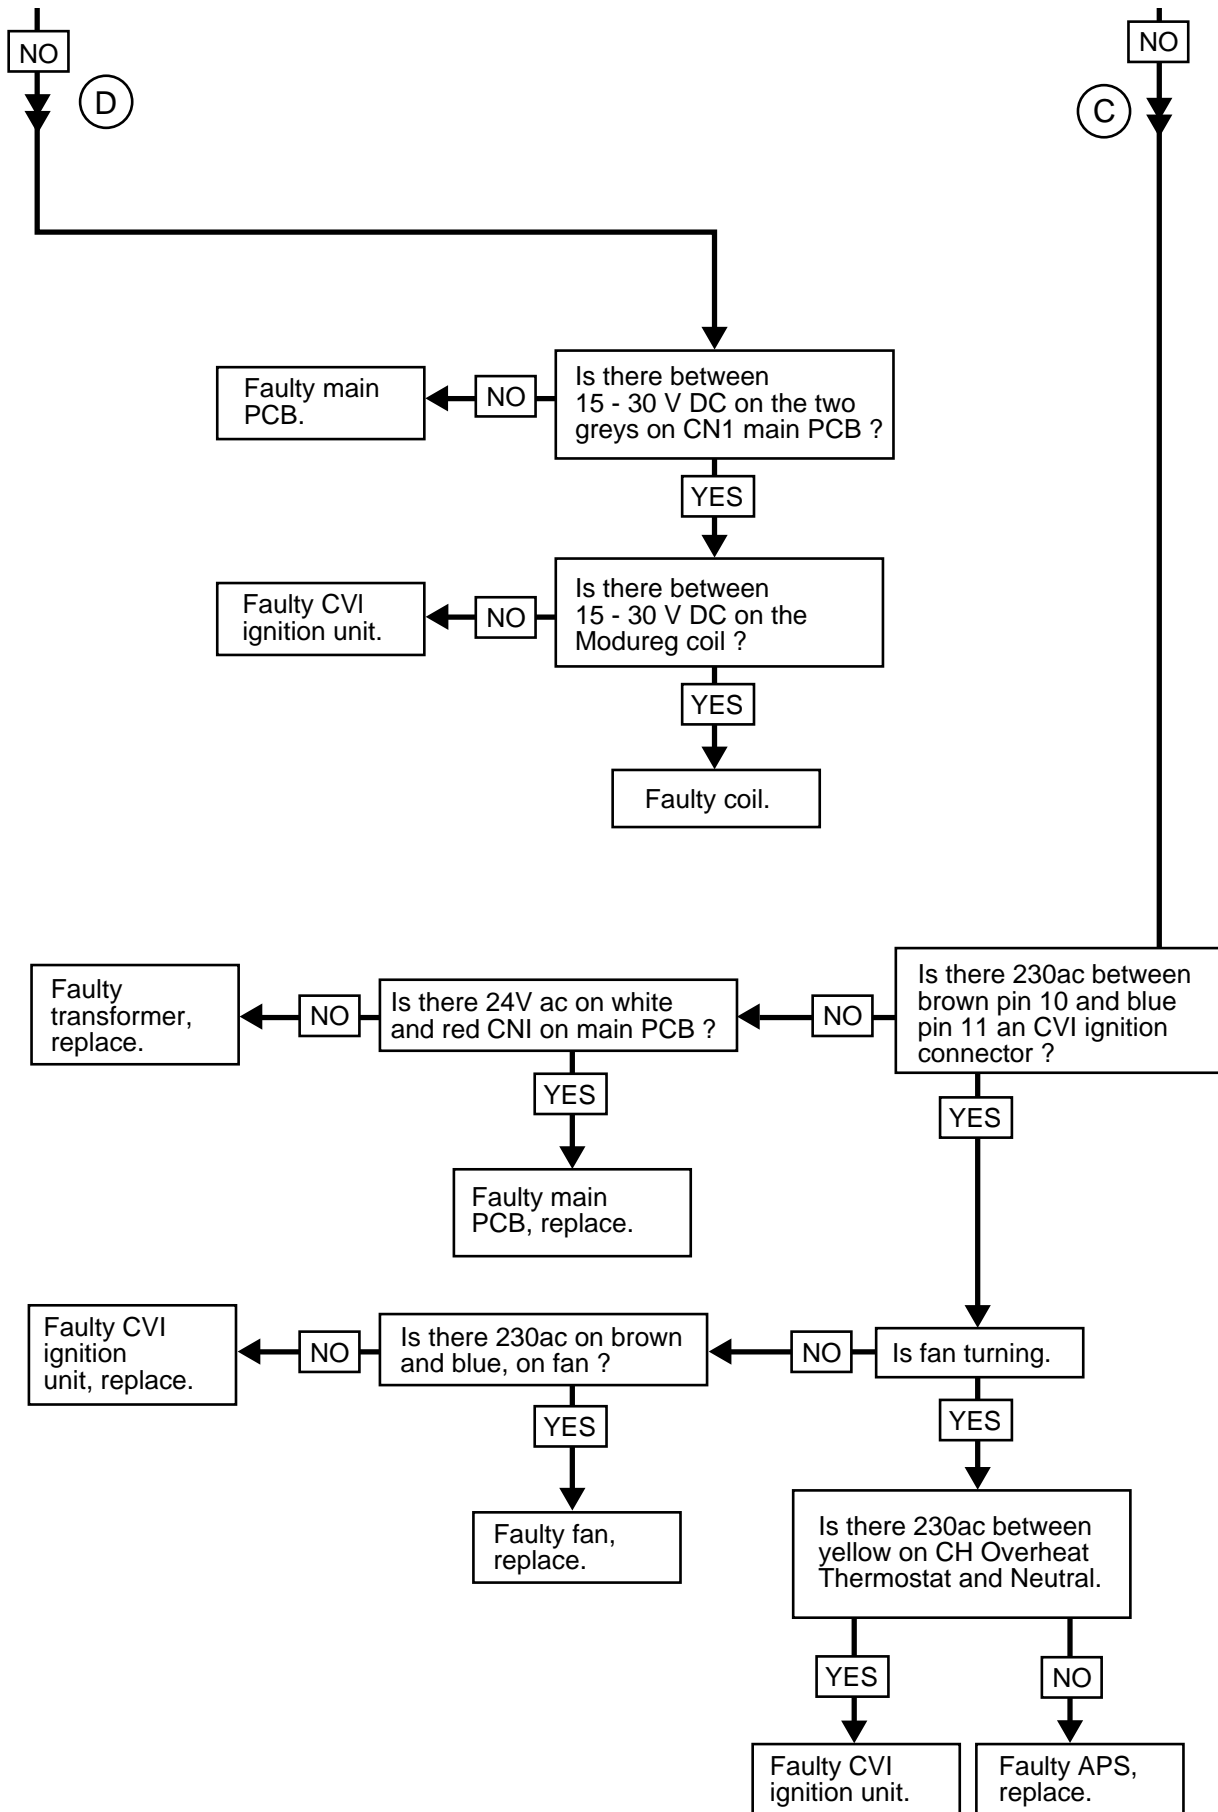 NO
D
NO
C
Is there between
15 - 30 V DC on the two
greys on CN1 main PCB ?
NO
Faulty main
PCB.
YES
Is there between
15 - 30 V DC on the
Modureg coil ?
NO
Faulty CVI
ignition unit.
YES
Faulty coil.
Is there 230ac between
brown pin 10 and blue
pin 11 an CVI ignition
connector ?
NO
Is there 24V ac on white
and red CNI on main PCB ?
NO
Faulty
transformer,
replace.
YES
Faulty main
PCB, replace.
YES
Is fan turning.
NO
Is there 230ac on brown
and blue, on fan ?
NO
Faulty CVI
ignition
unit, replace.
YES
Faulty fan,
replace.
YES
Is there 230ac between
yellow on CH Overheat
Thermostat and Neutral.
YES
NO
Faulty CVI
ignition unit.
Faulty APS,
replace.